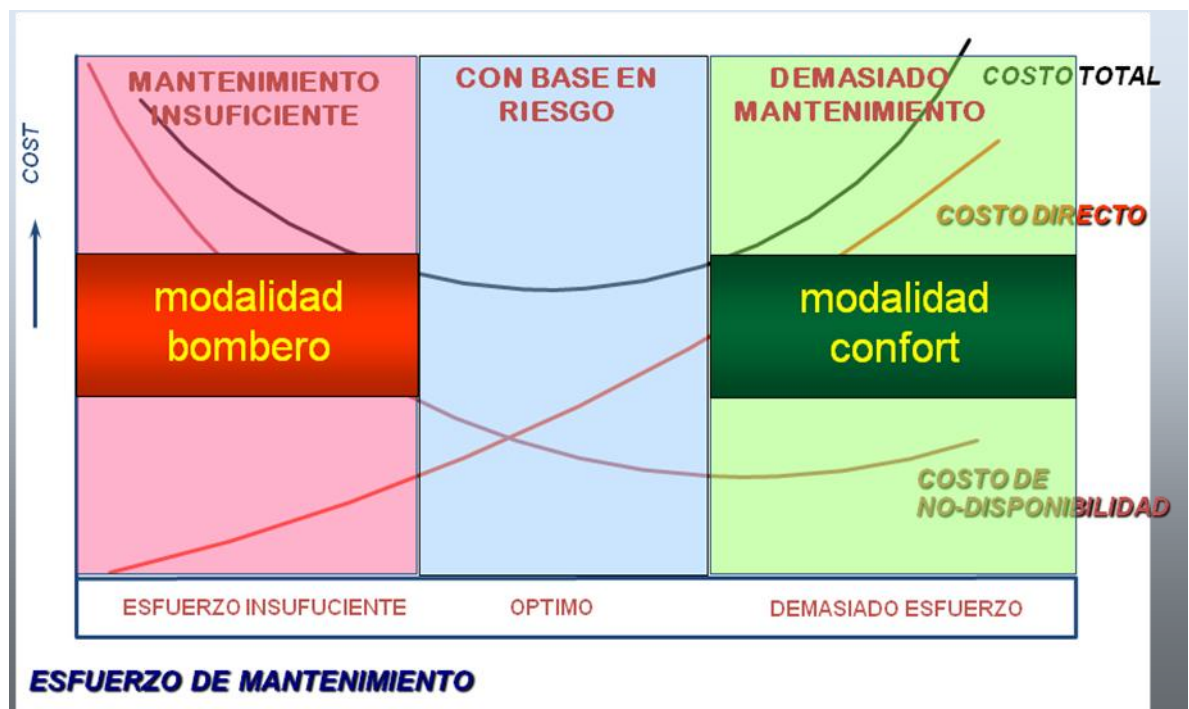 MANTENIMIENTO
INSUFICIENTE
CON BASE EN
RIESGO
DEMASIADO
MANTENIMIENTO
COSTO TOTAL
COST
COSTO DIRECTO
modalidad
bombero
modalidad
confort
COSTO DE
NO-DISPONIBILIDAD
ESFUERZO INSUFUCIENTE
OPTIMO
DEMASIADO ESFUERZO
ESFUERZO DE MANTENIMIENTO